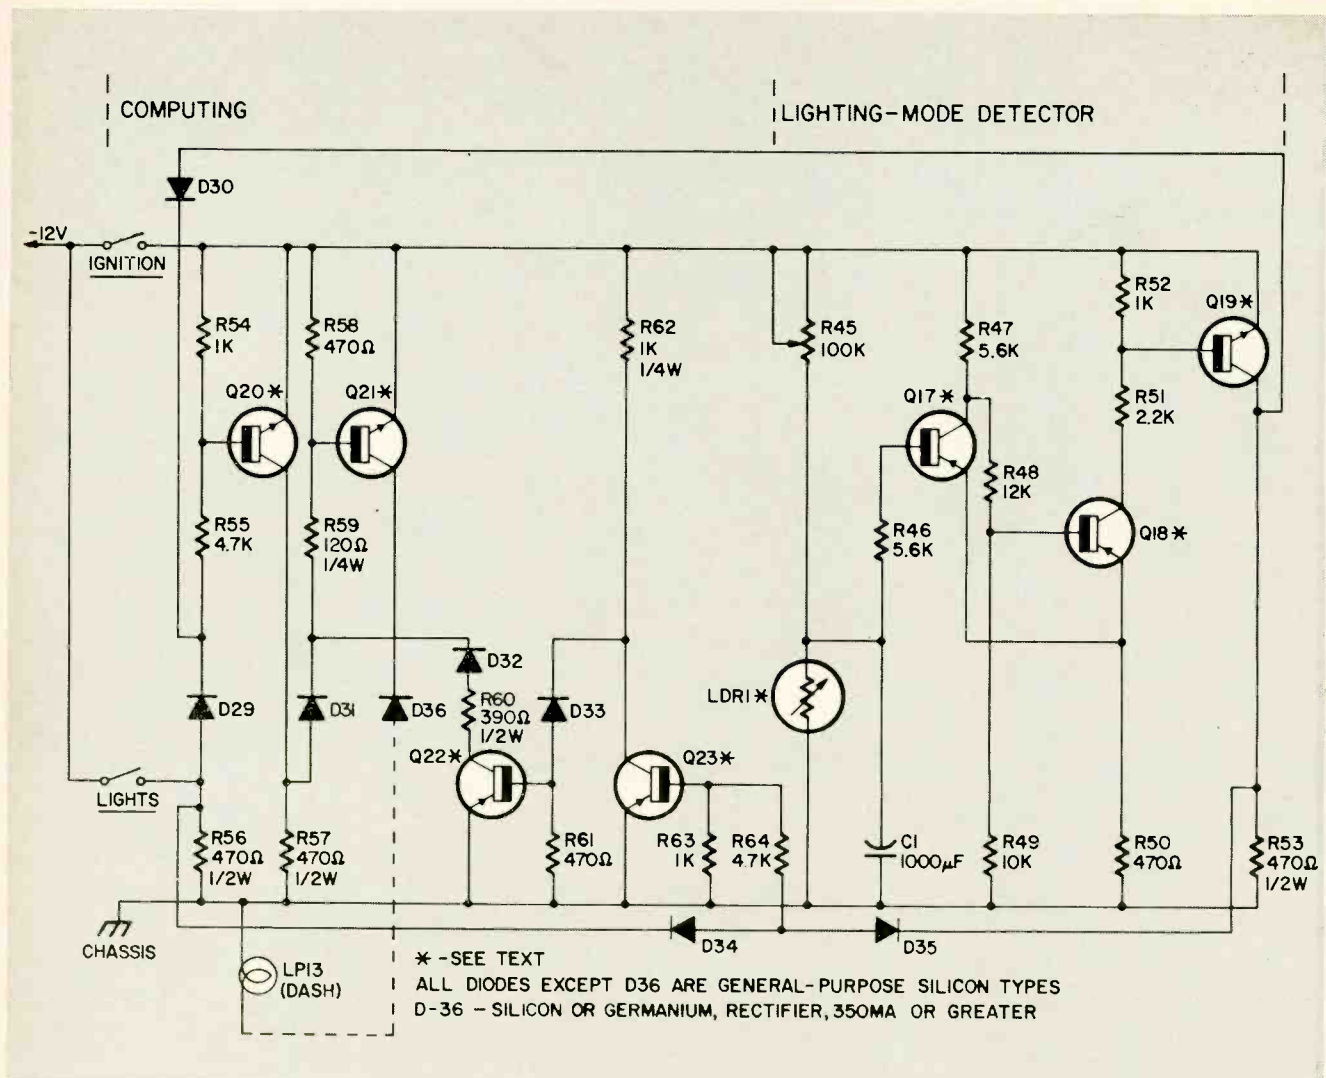 COMPUTING
LIGHTING-MODE DETECTOR
D30
-12V
IGNITION
R54
1K
R58
470Ω
R62
1K
1/4W
R45
100K
R47
5.6K
R52
1K
Q19*
Q20*
Q21*
Q17*
R51
2.2K
R48
12K
R55
4.7K
R59
120Ω
1/4W
R46
5.6K
Q18*
D32
LDR1*
D29
D31
D36
R60
390Ω
1/2W
D33
Q22*
Q23*
LIGHTS
R56
470Ω
1/2W
R57
470Ω
1/2W
R61
470Ω
R63
1K
R64
4.7K
C1
1000μF
R49
10K
R50
470Ω
R53
470Ω
1/2W
CHASSIS
D34
D35
LP13
(DASH)
* -SEE TEXT
ALL DIODES EXCEPT D36 ARE GENERAL-PURPOSE SILICON TYPES
D-36 - SILICON OR GERMANIUM, RECTIFIER, 350MA OR GREATER